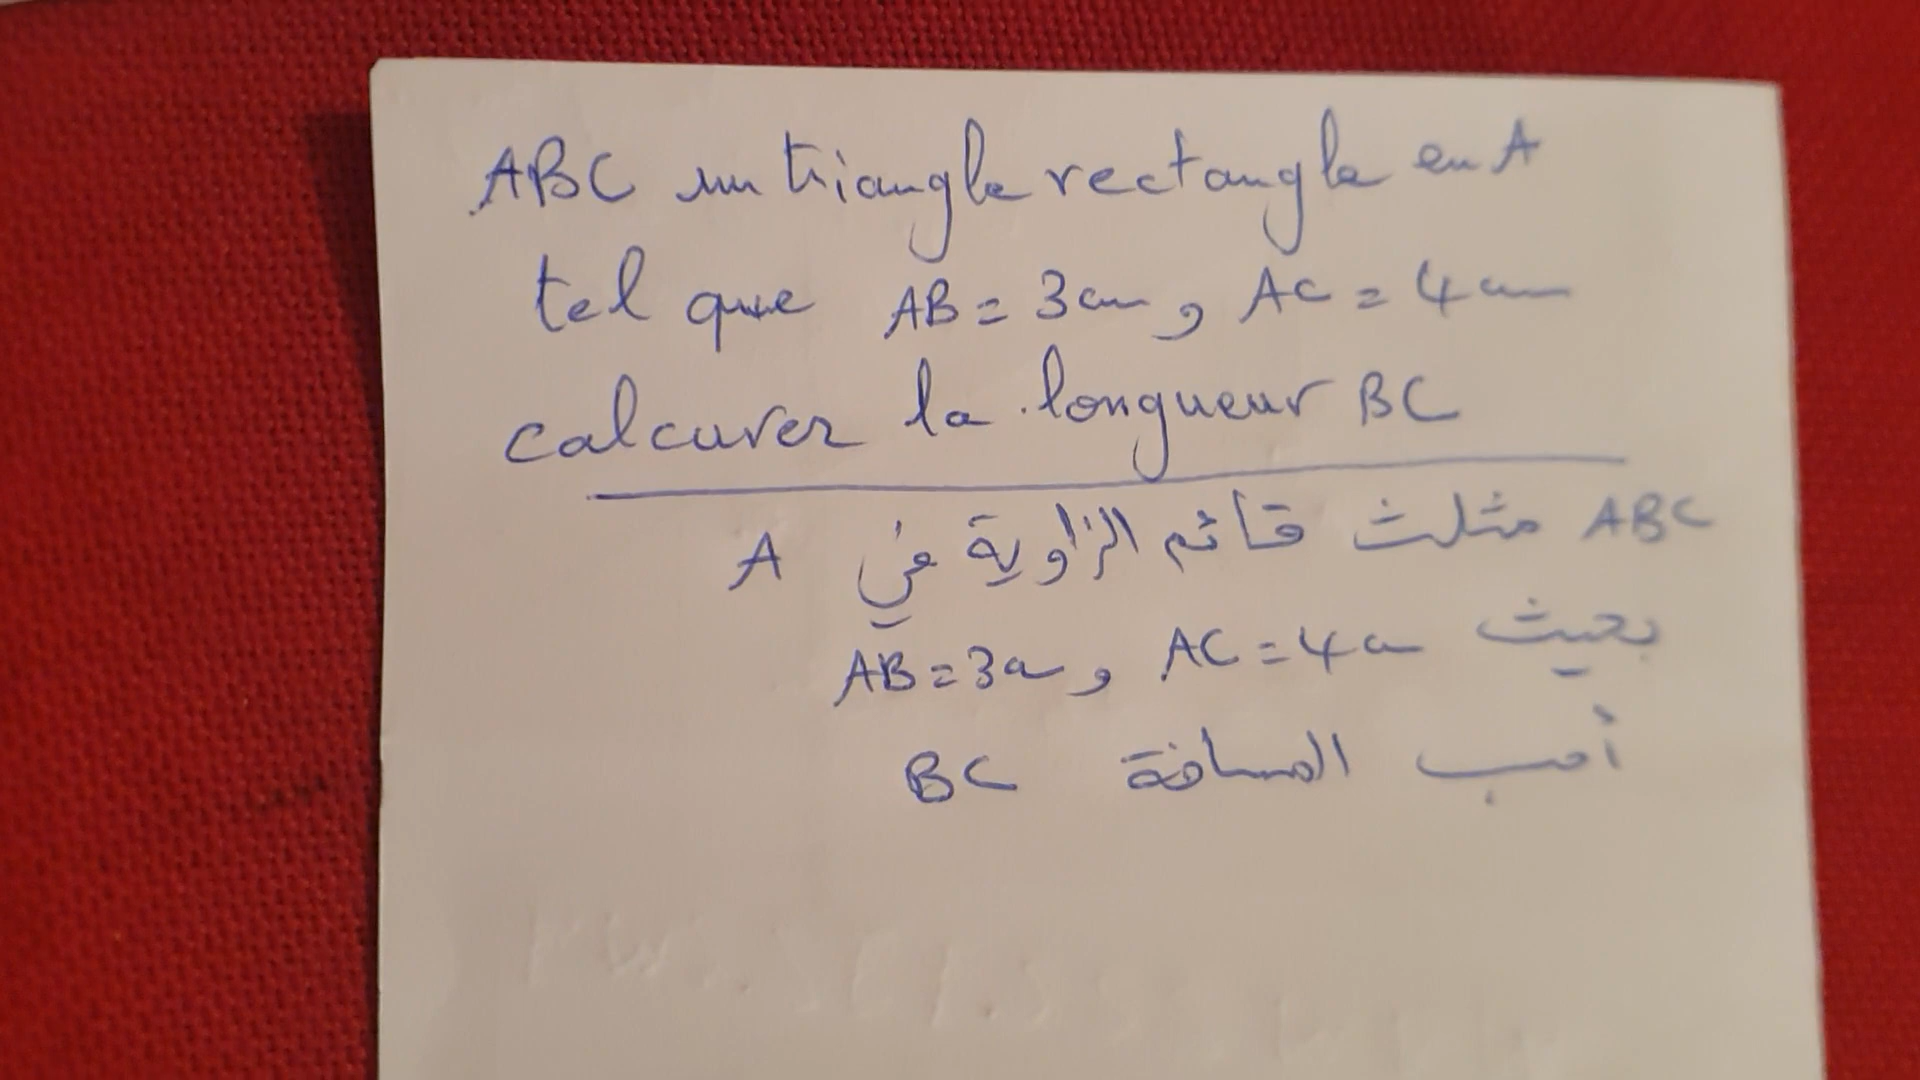 ABC un triangle rectangle en A
tel que AB = 3cm, AC = 4cm
calculer la longueur BC
ABC مثلث قائم الزاوية في A
بحيث AC = 4cm , AB = 3cm
أحسب المسافة BC